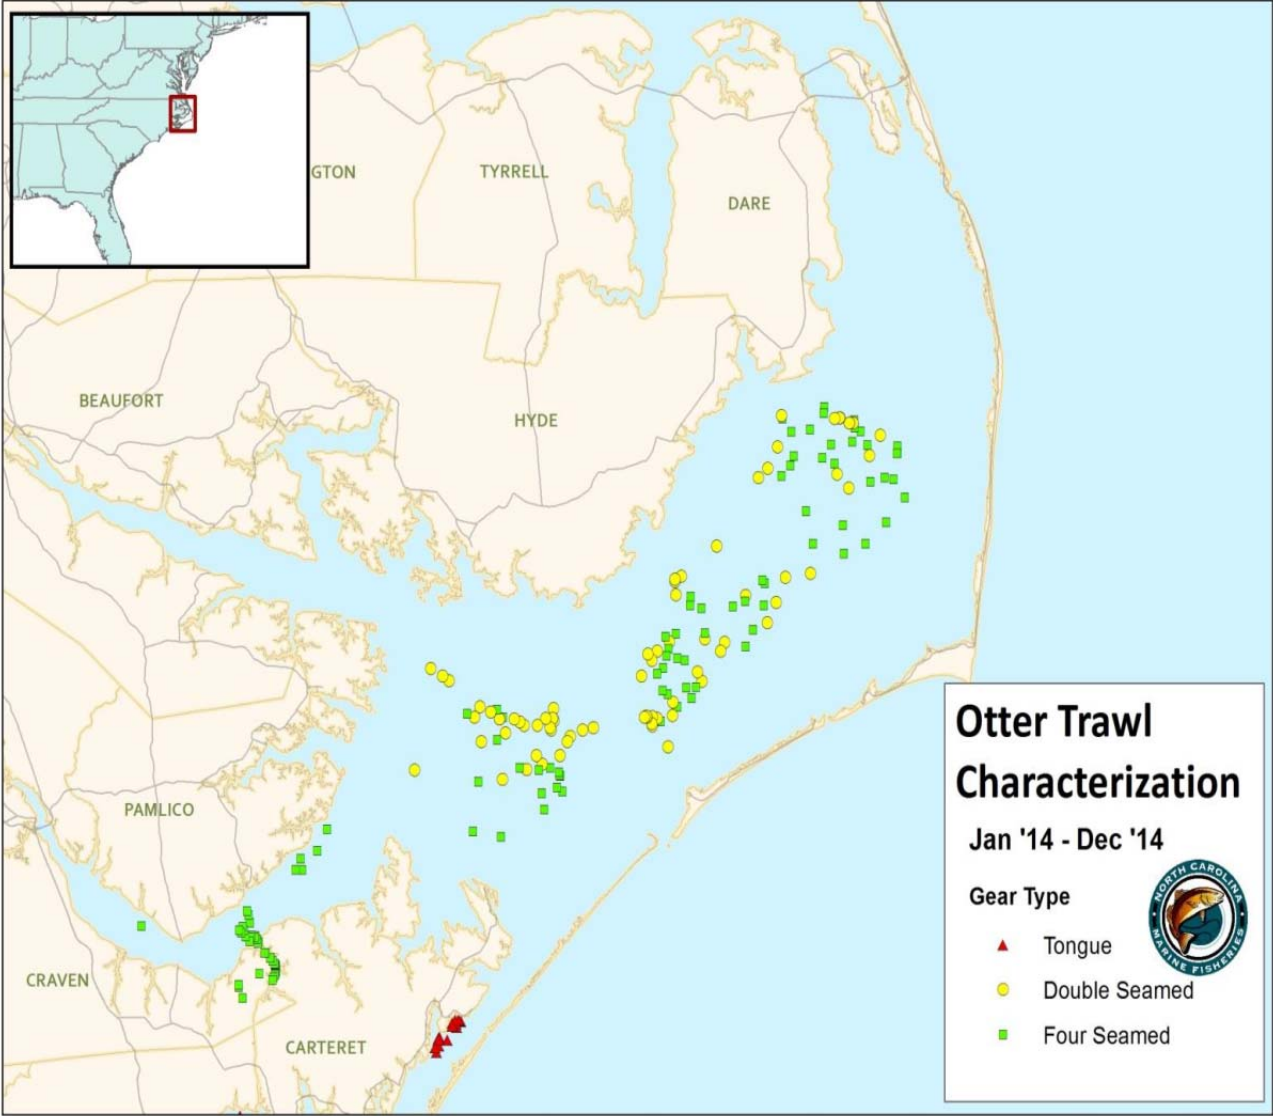 GTON
TYRRELL
DARE
BEAUFORT
HYDE
PAMLICO
CRAVEN
CARTERET
Otter Trawl
Characterization
Jan '14 - Dec '14
Gear Type
NORTH CAROLINA
MARINE FISHERIES
Tongue
Double Seamed
Four Seamed